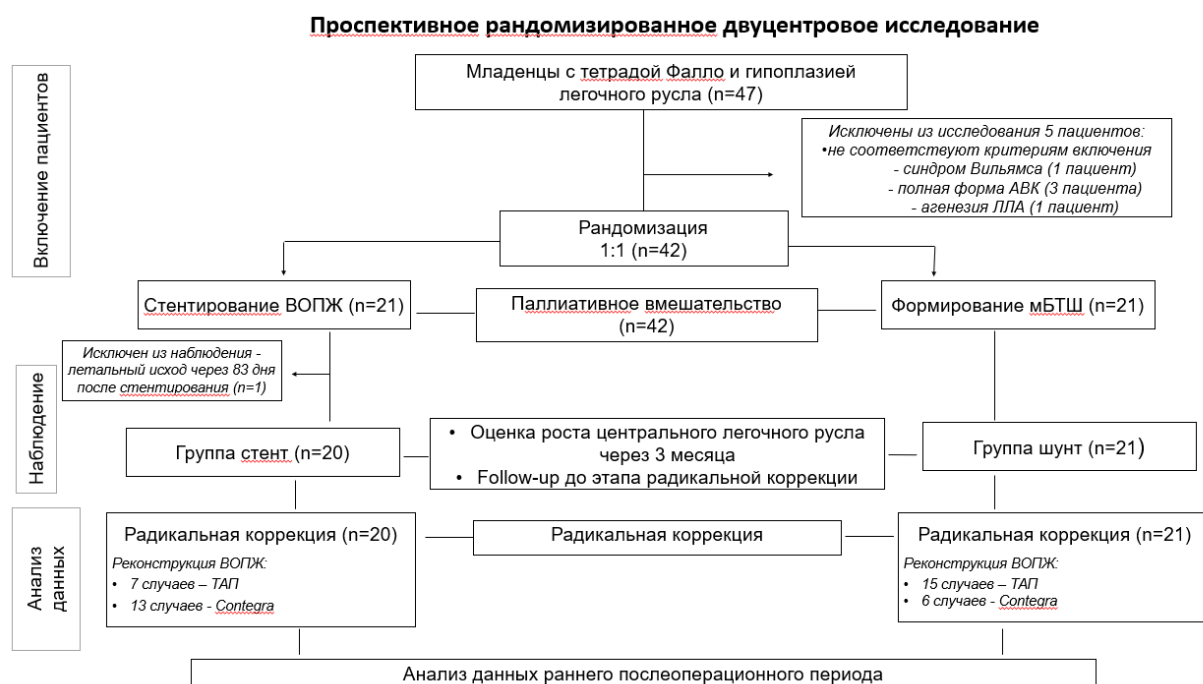 Проспективное рандомизированное двуцентровое исследование
Включение пациентов
Младенцы с тетрадой Фалло и гипоплазией
легочного русла (n=47)
Исключены из исследования 5 пациентов:
•не соответствуют критериям включения
- синдром Вильямса (1 пациент)
- полная форма АВК (3 пациента)
- агенезия ЛЛА (1 пациент)
Рандомизация
1:1 (n=42)
Стентирование ВОПЖ (n=21)
Паллиативное вмешательство
(n=42)
Формирование мБТШ (n=21)
Исключен из наблюдения -
летальный исход через 83 дня
после стентирования (n=1)
Наблюдение
Группа стент (n=20)
• Оценка роста центрального легочного русла
через 3 месяца
• Follow-up до этапа радикальной коррекции
Группа шунт (n=21)
Анализ
данных
Радикальная коррекция (n=20)
Реконструкция ВОПЖ:
• 7 случаев – ТАП
• 13 случаев - Contegra
Радикальная коррекция
Радикальная коррекция (n=21)
Реконструкция ВОПЖ:
• 15 случаев – ТАП
• 6 случаев - Contegra
Анализ данных раннего послеоперационного периода